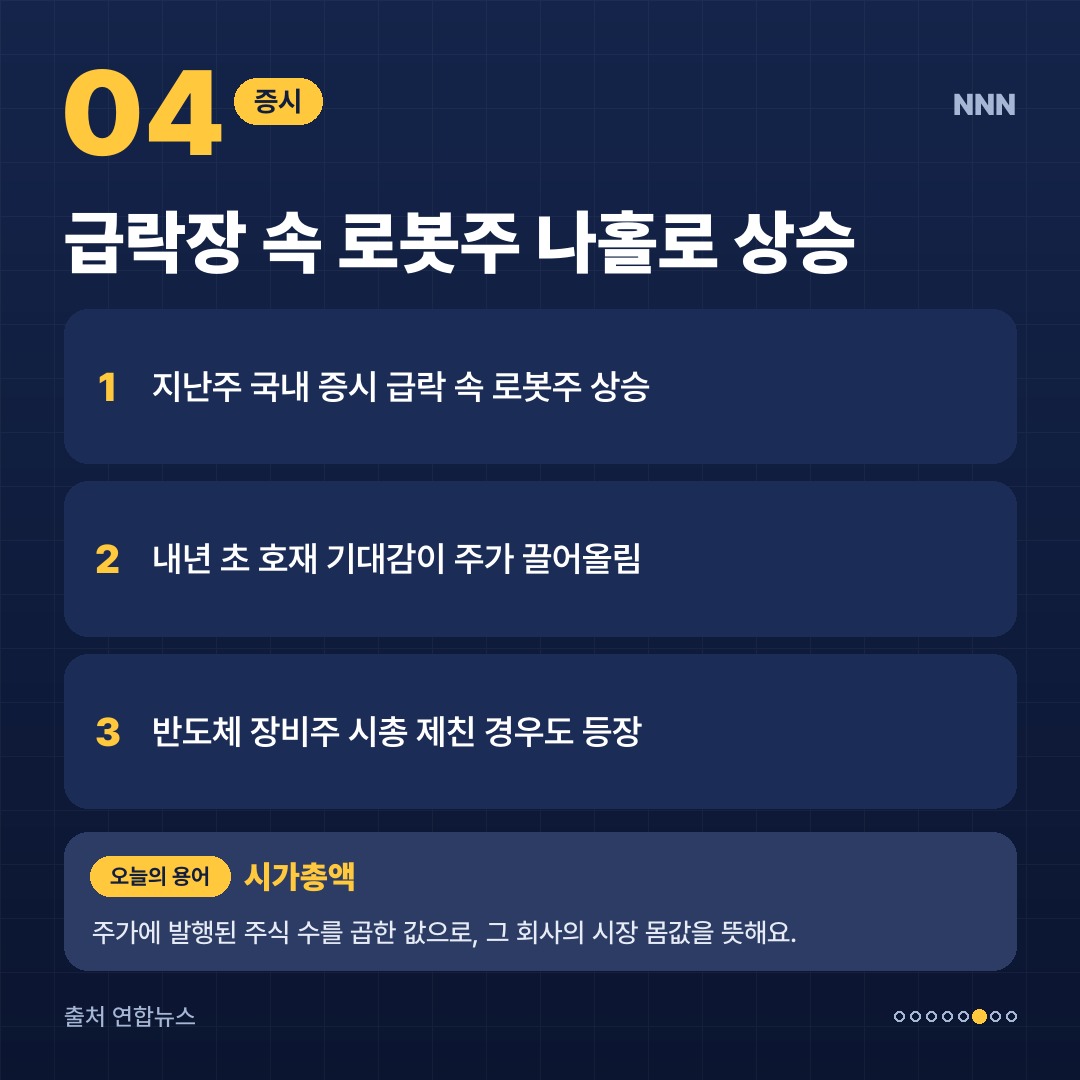 04 증시
NNN
급락장 속 로봇주 나홀로 상승
1 지난주 국내 증시 급락 속 로봇주 상승
2 내년 초 호재 기대감이 주가 끌어올림
3 반도체 장비주 시총 제친 경우도 등장
오늘의 용어 시가총액
주가에 발행된 주식 수를 곱한 값으로, 그 회사의 시장 몸값을 뜻해요.
출처 연합뉴스